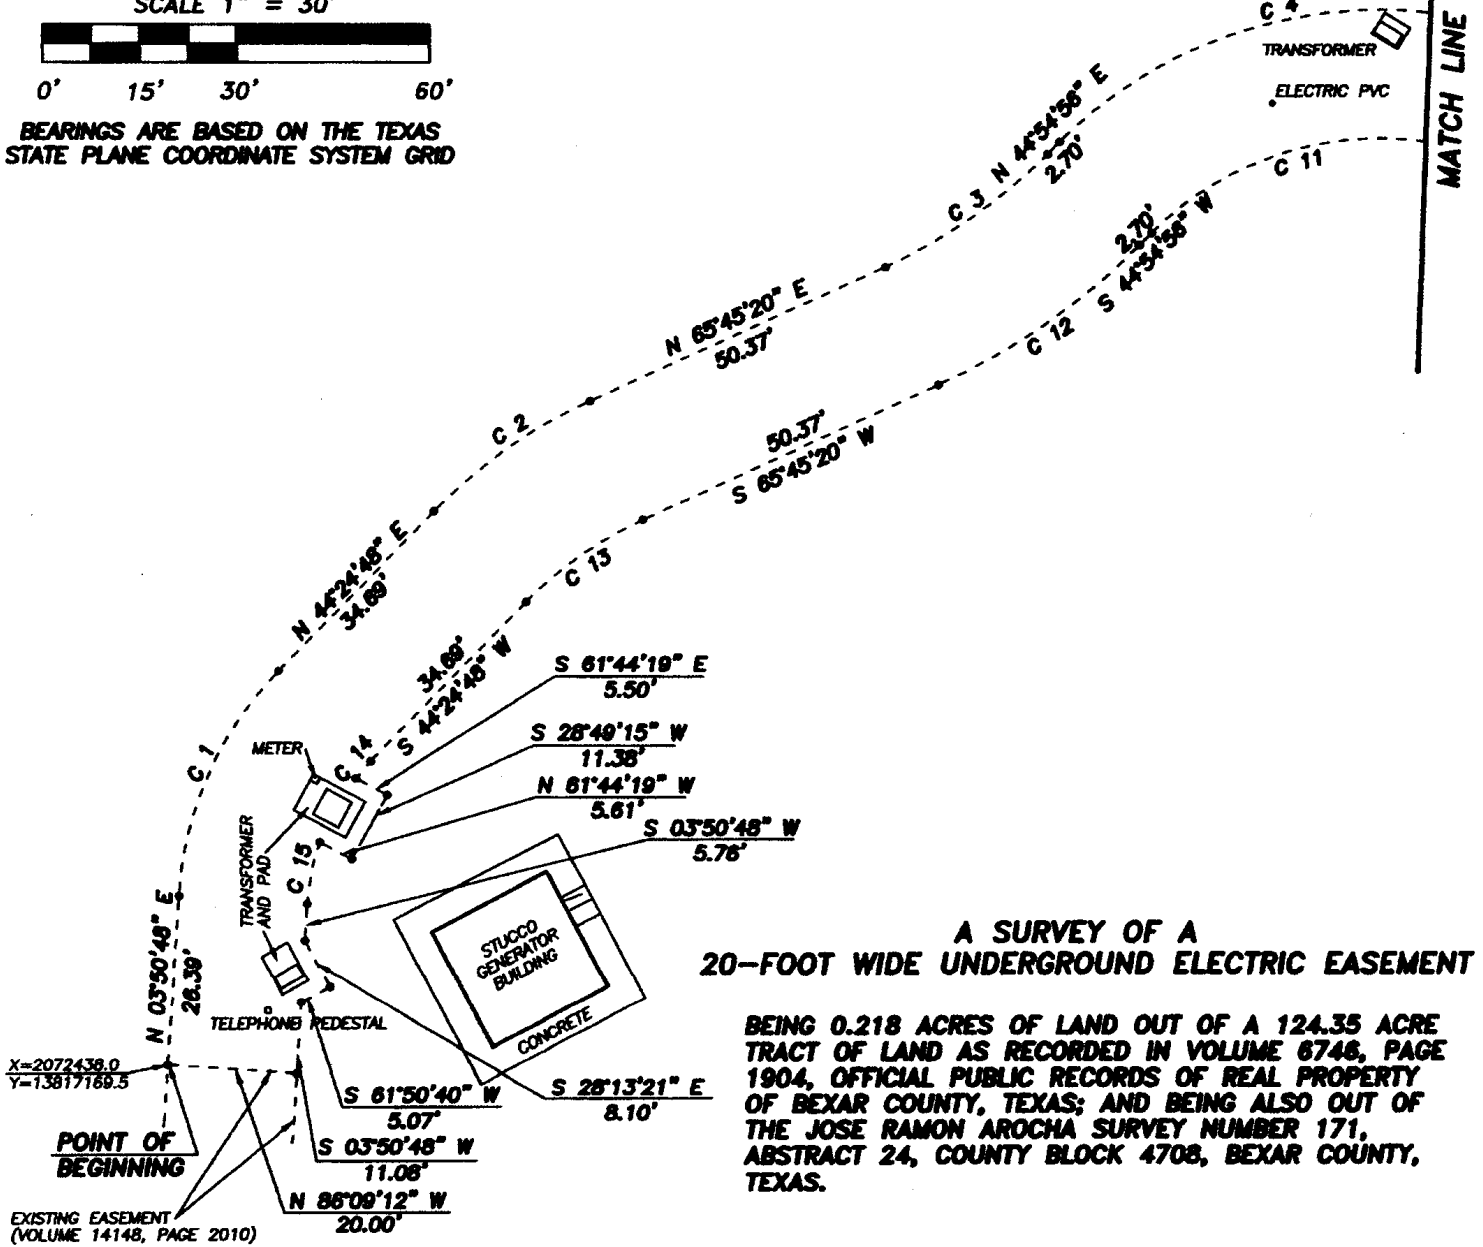 SCALE 1" = 30'
0' 15' 30' 60'
BEARINGS ARE BASED ON THE TEXAS
STATE PLANE COORDINATE SYSTEM GRID
C 4
TRANSFORMER
ELECTRIC PVC
MATCH LINE
N 44°54'56" E
2.70'
C 3
C 11
2.70'
S 44°54'56" W
C 12
N 65°45'20" E
50.37'
C 2
50.37'
S 65°45'20" W
C 13
N 44°24'48" E
34.69'
34.69'
S 44°24'48" W
C 1
METER
C 14
S 61°44'19" E
5.50'
S 28°49'15" W
11.38'
N 61°44'19" W
5.61'
S 03°50'48" W
5.76'
C 15
TRANSFORMER
AND PAD
N 03°50'48" E
26.39'
STUCCO
GENERATOR
BUILDING
CONCRETE
TELEPHONE PEDESTAL
X=2072438.0
Y=13817169.5
POINT OF
BEGINNING
S 61°50'40" W
5.07'
S 28°13'21" E
8.10'
S 03°50'48" W
11.08'
N 86°09'12" W
20.00'
EXISTING EASEMENT
(VOLUME 14148, PAGE 2010)
A SURVEY OF A
20-FOOT WIDE UNDERGROUND ELECTRIC EASEMENT
BEING 0.218 ACRES OF LAND OUT OF A 124.35 ACRE
TRACT OF LAND AS RECORDED IN VOLUME 6746, PAGE
1904, OFFICIAL PUBLIC RECORDS OF REAL PROPERTY
OF BEXAR COUNTY, TEXAS; AND BEING ALSO OUT OF
THE JOSE RAMON AROCHA SURVEY NUMBER 171,
ABSTRACT 24, COUNTY BLOCK 4708, BEXAR COUNTY,
TEXAS.